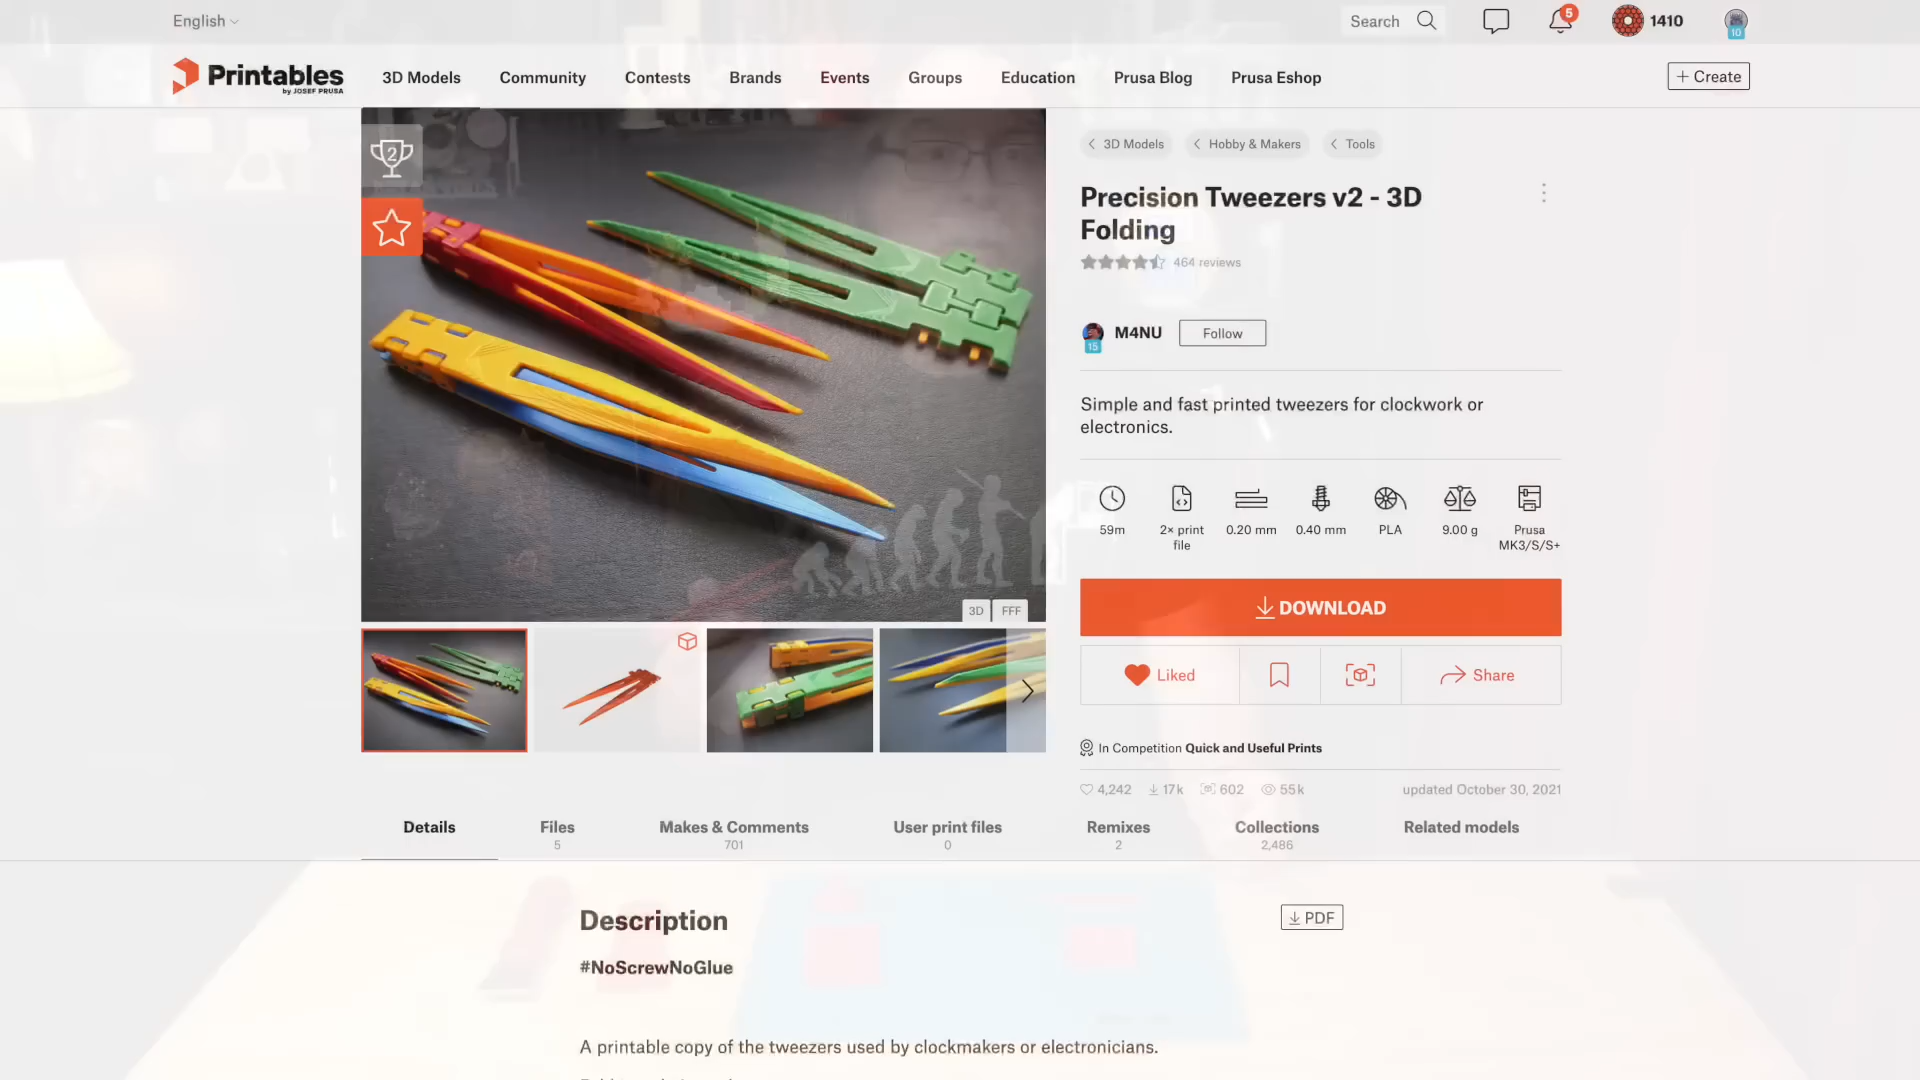 English
Search
5
1410
10
Printables
by JOSEF PRUSA
3D Models
Community
Contests
Brands
Events
Groups
Education
Prusa Blog
Prusa Eshop
+ Create
2
3D
FFF
3D Models
Hobby & Makers
Tools
Precision Tweezers v2 - 3D
Folding
464 reviews
M4NU
15
Follow
Simple and fast printed tweezers for clockwork or
electronics.
59m
2× print
file
0.20 mm
0.40 mm
PLA
9.00 g
Prusa
MK3/S/S+
DOWNLOAD
Liked
Share
In Competition Quick and Useful Prints
4,242
17k
602
55k
updated October 30, 2021
Details
Files
5
Makes & Comments
701
User print files
0
Remixes
2
Collections
2,486
Related models
Description
PDF
#NoScrewNoGlue
A printable copy of the tweezers used by clockmakers or electronicians.